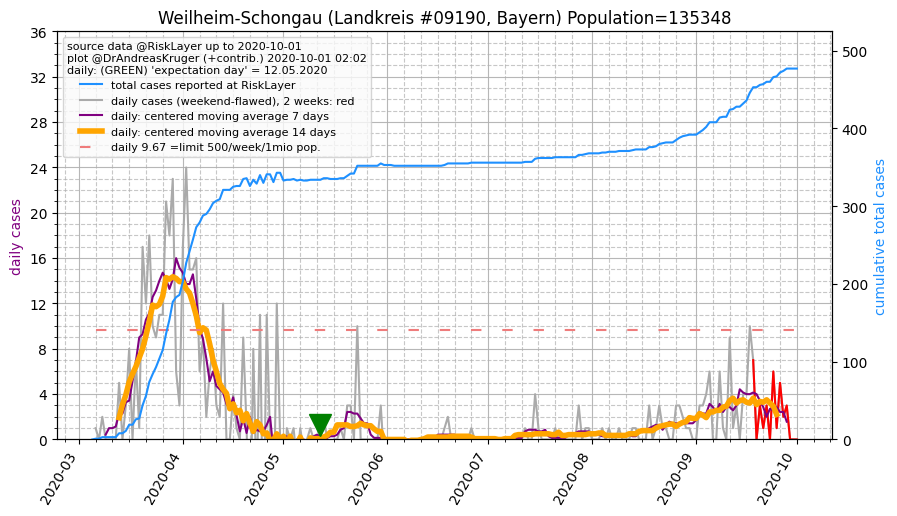 Weilheim-Schongau (Landkreis #09190, Bayern) Population=135348
source data @RiskLayer up to 2020-10-01
plot @DrAndreasKruger (+contrib.) 2020-10-01 02:02
daily: (GREEN) 'expectation day' = 12.05.2020
total cases reported at RiskLayer
daily cases (weekend-flawed), 2 weeks: red
daily: centered moving average 7 days
daily: centered moving average 14 days
daily 9.67 =limit 500/week/1mio pop.
daily cases
36
32
28
24
20
16
12
8
4
0
cumulative total cases
500
400
300
200
100
0
2020-03
2020-04
2020-05
2020-06
2020-07
2020-08
2020-09
2020-10